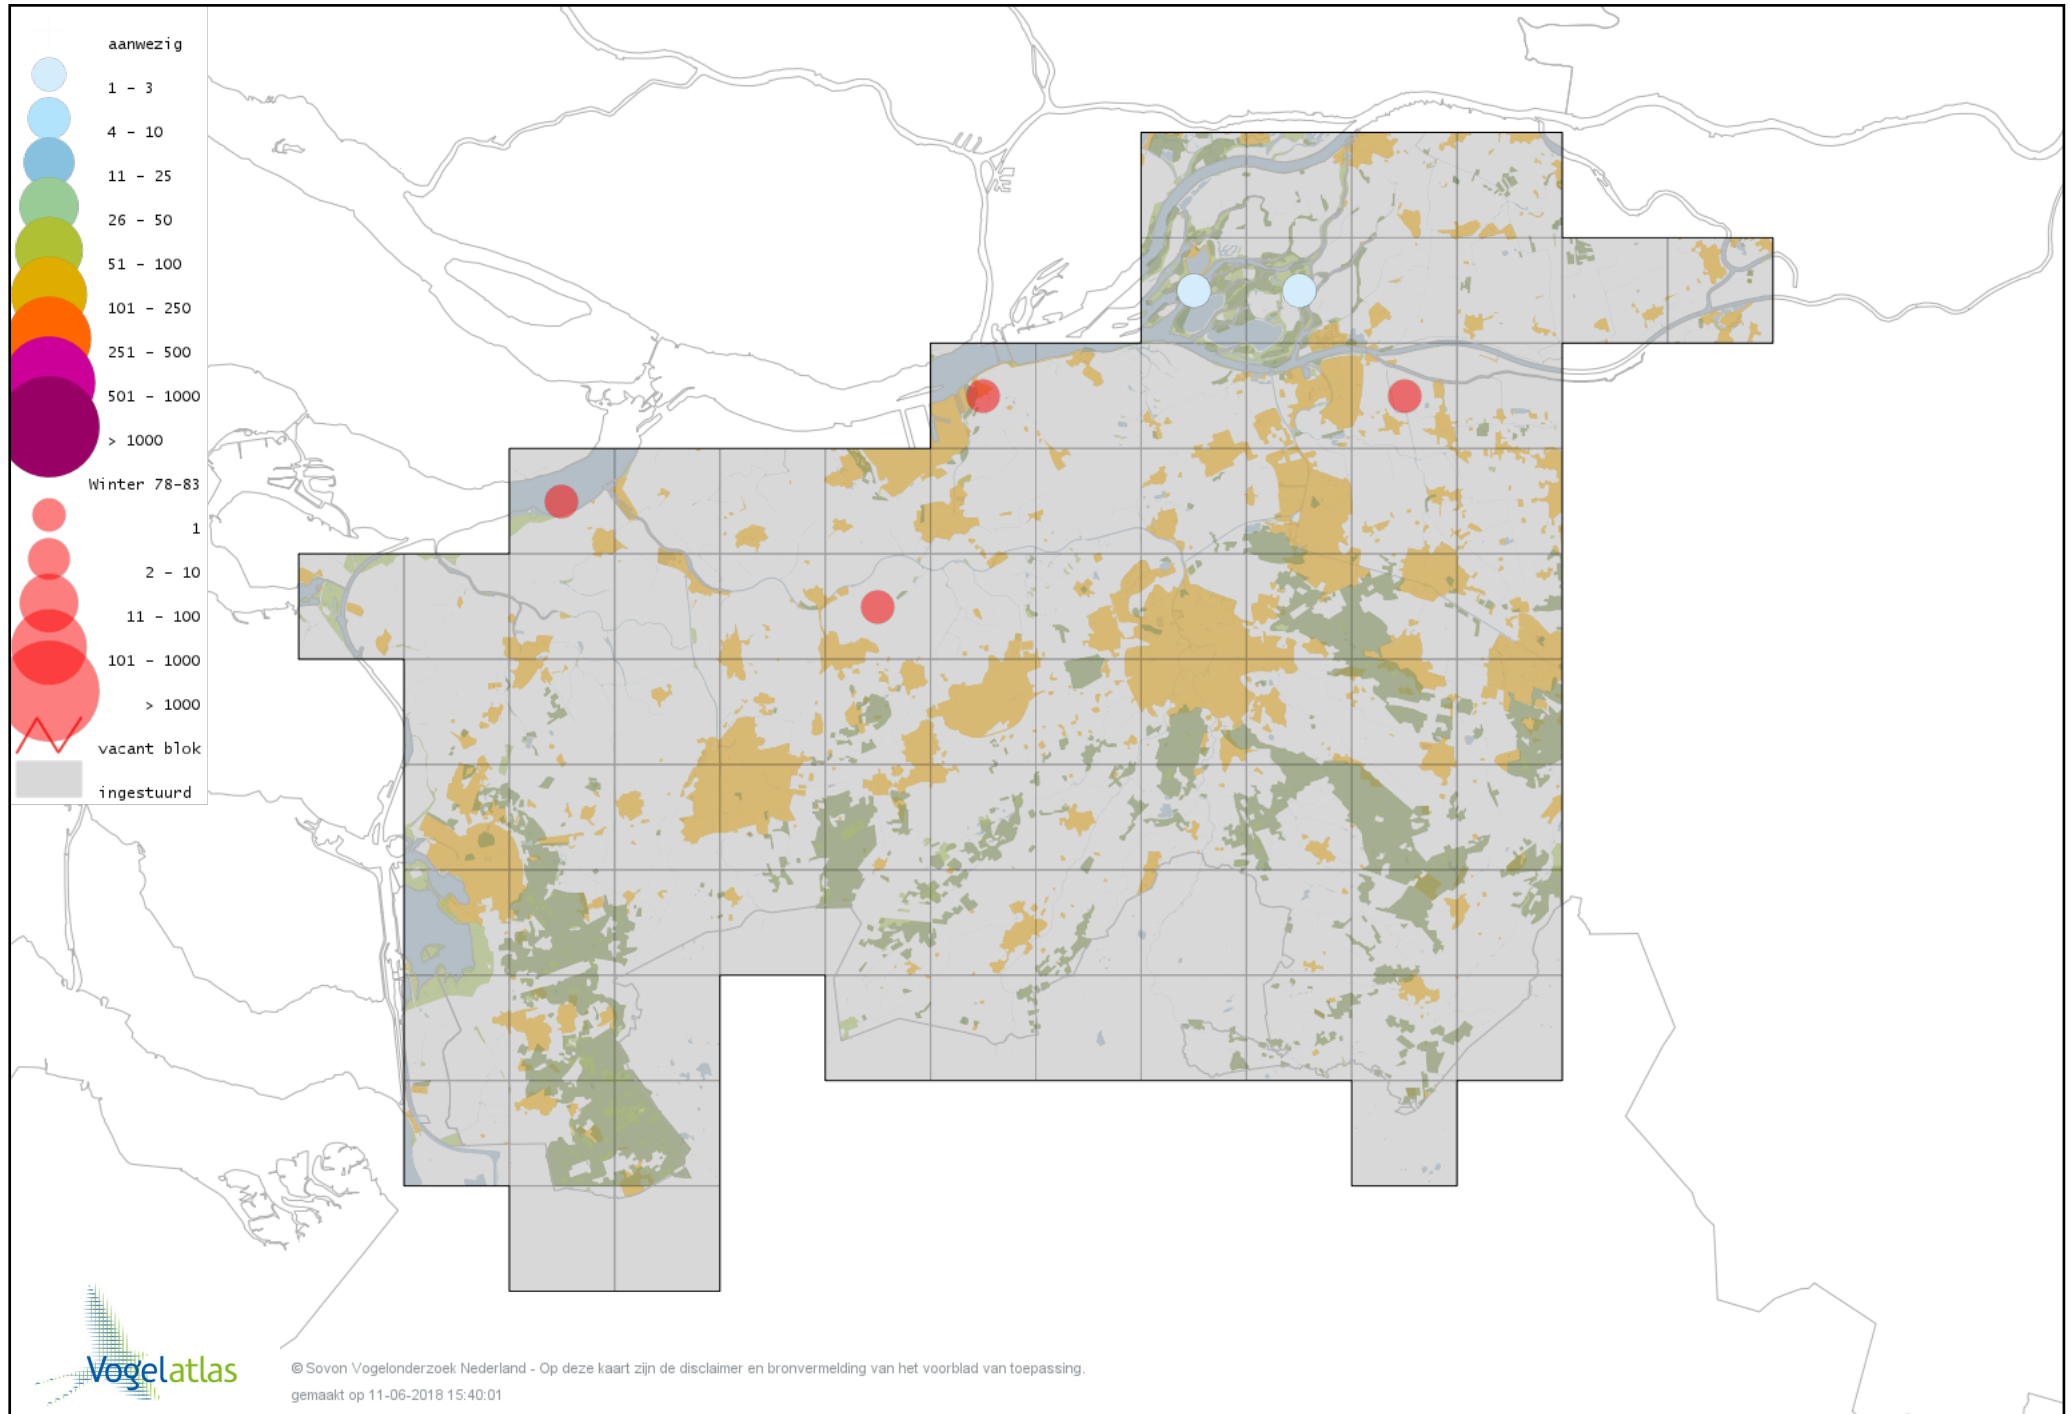 aanwezig
1 - 3
4 - 10
11 - 25
26 - 50
51 - 100
101 - 250
251 - 500
501 - 1000
> 1000
Winter 78-83
1
2 - 10
11 - 100
101 - 1000
> 1000
vacant blok
ingestuurd
Vogelatlas
© Sovon Vogelonderzoek Nederland - Op deze kaart zijn de disclaimer en bronvermelding van het voorblad van toepassing.
gemaakt op 11-06-2018 15:40:01